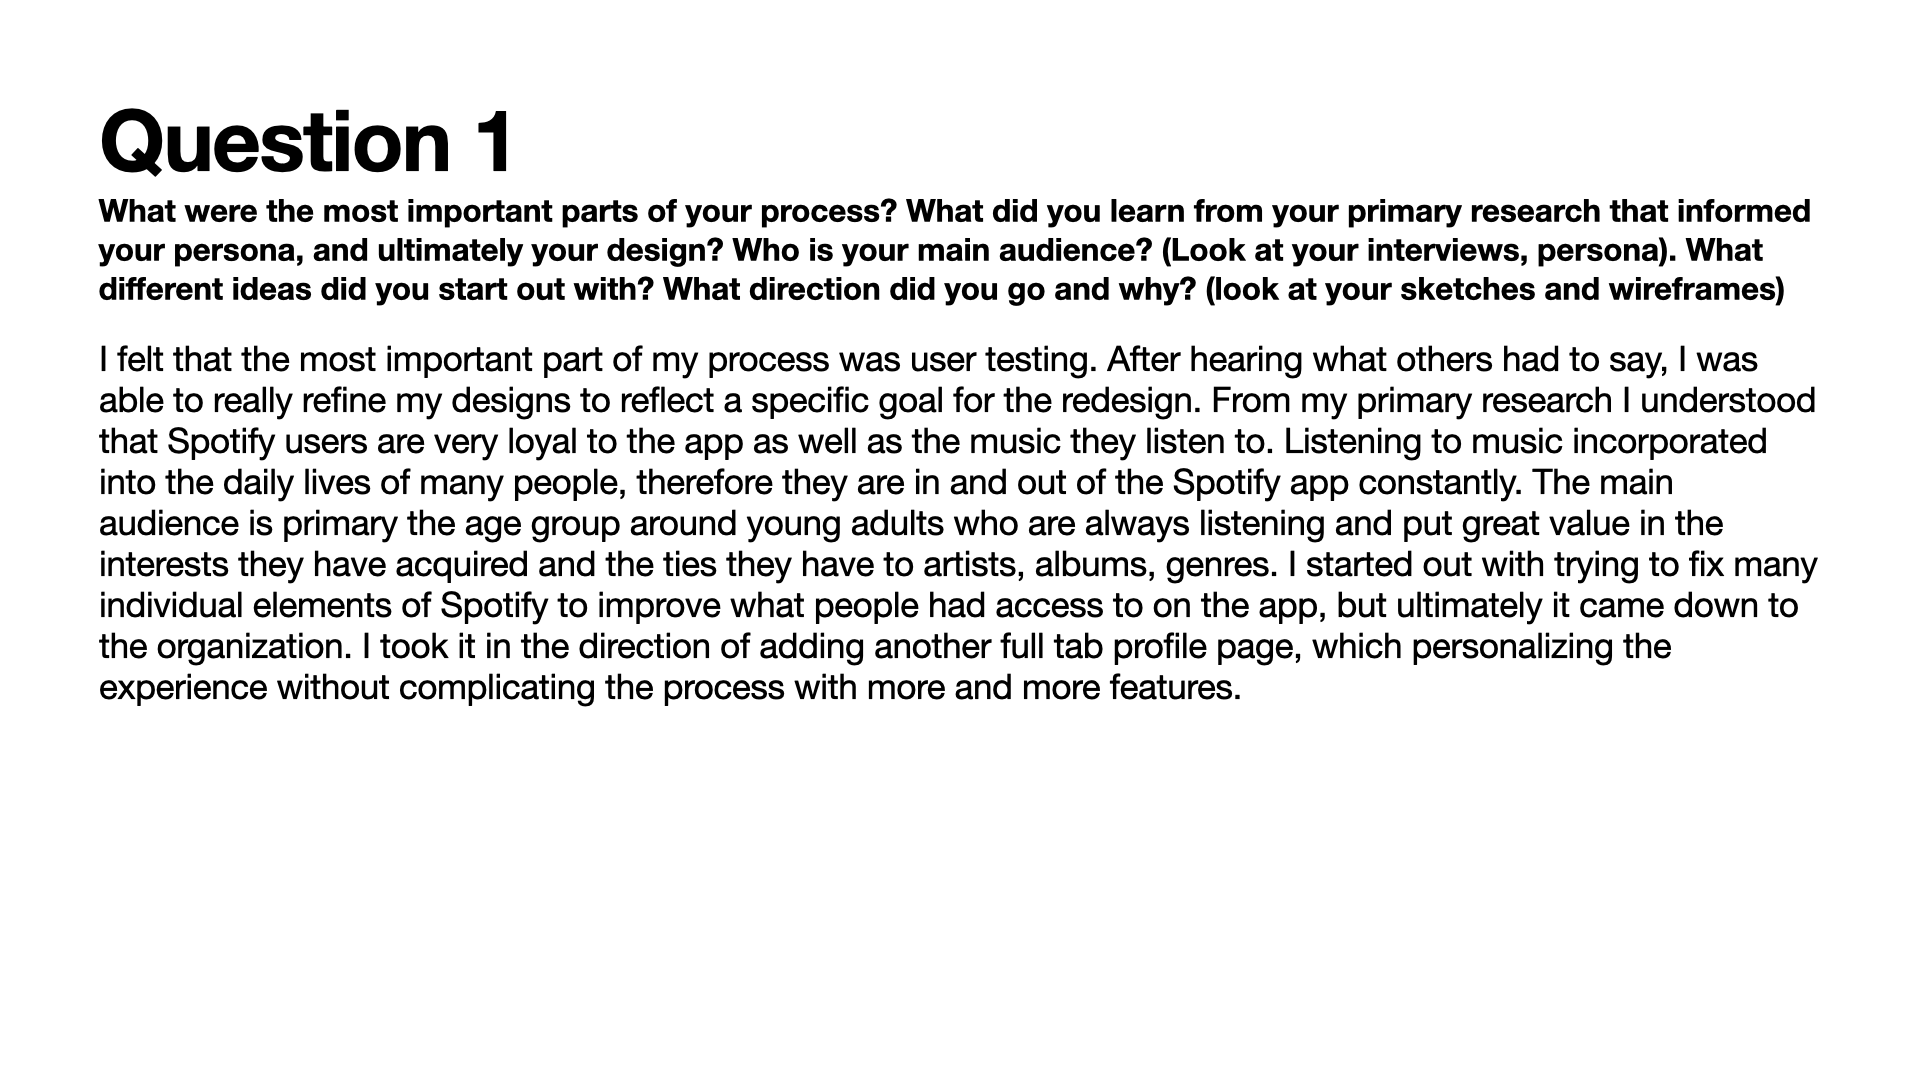 Question 1
What were the most important parts of your process? What did you learn from your primary research that informed
your persona, and ultimately your design? Who is your main audience? (Look at your interviews, persona). What
different ideas did you start out with? What direction did you go and why? (look at your sketches and wireframes)
I felt that the most important part of my process was user testing. After hearing what others had to say, I was
able to really refine my designs to reflect a specific goal for the redesign. From my primary research I understood
that Spotify users are very loyal to the app as well as the music they listen to. Listening to music incorporated
into the daily lives of many people, therefore they are in and out of the Spotify app constantly. The main
audience is primary the age group around young adults who are always listening and put great value in the
interests they have acquired and the ties they have to artists, albums, genres. I started out with trying to fix many
individual elements of Spotify to improve what people had access to on the app, but ultimately it came down to
the organization. I took it in the direction of adding another full tab profile page, which personalizing the
experience without complicating the process with more and more features.